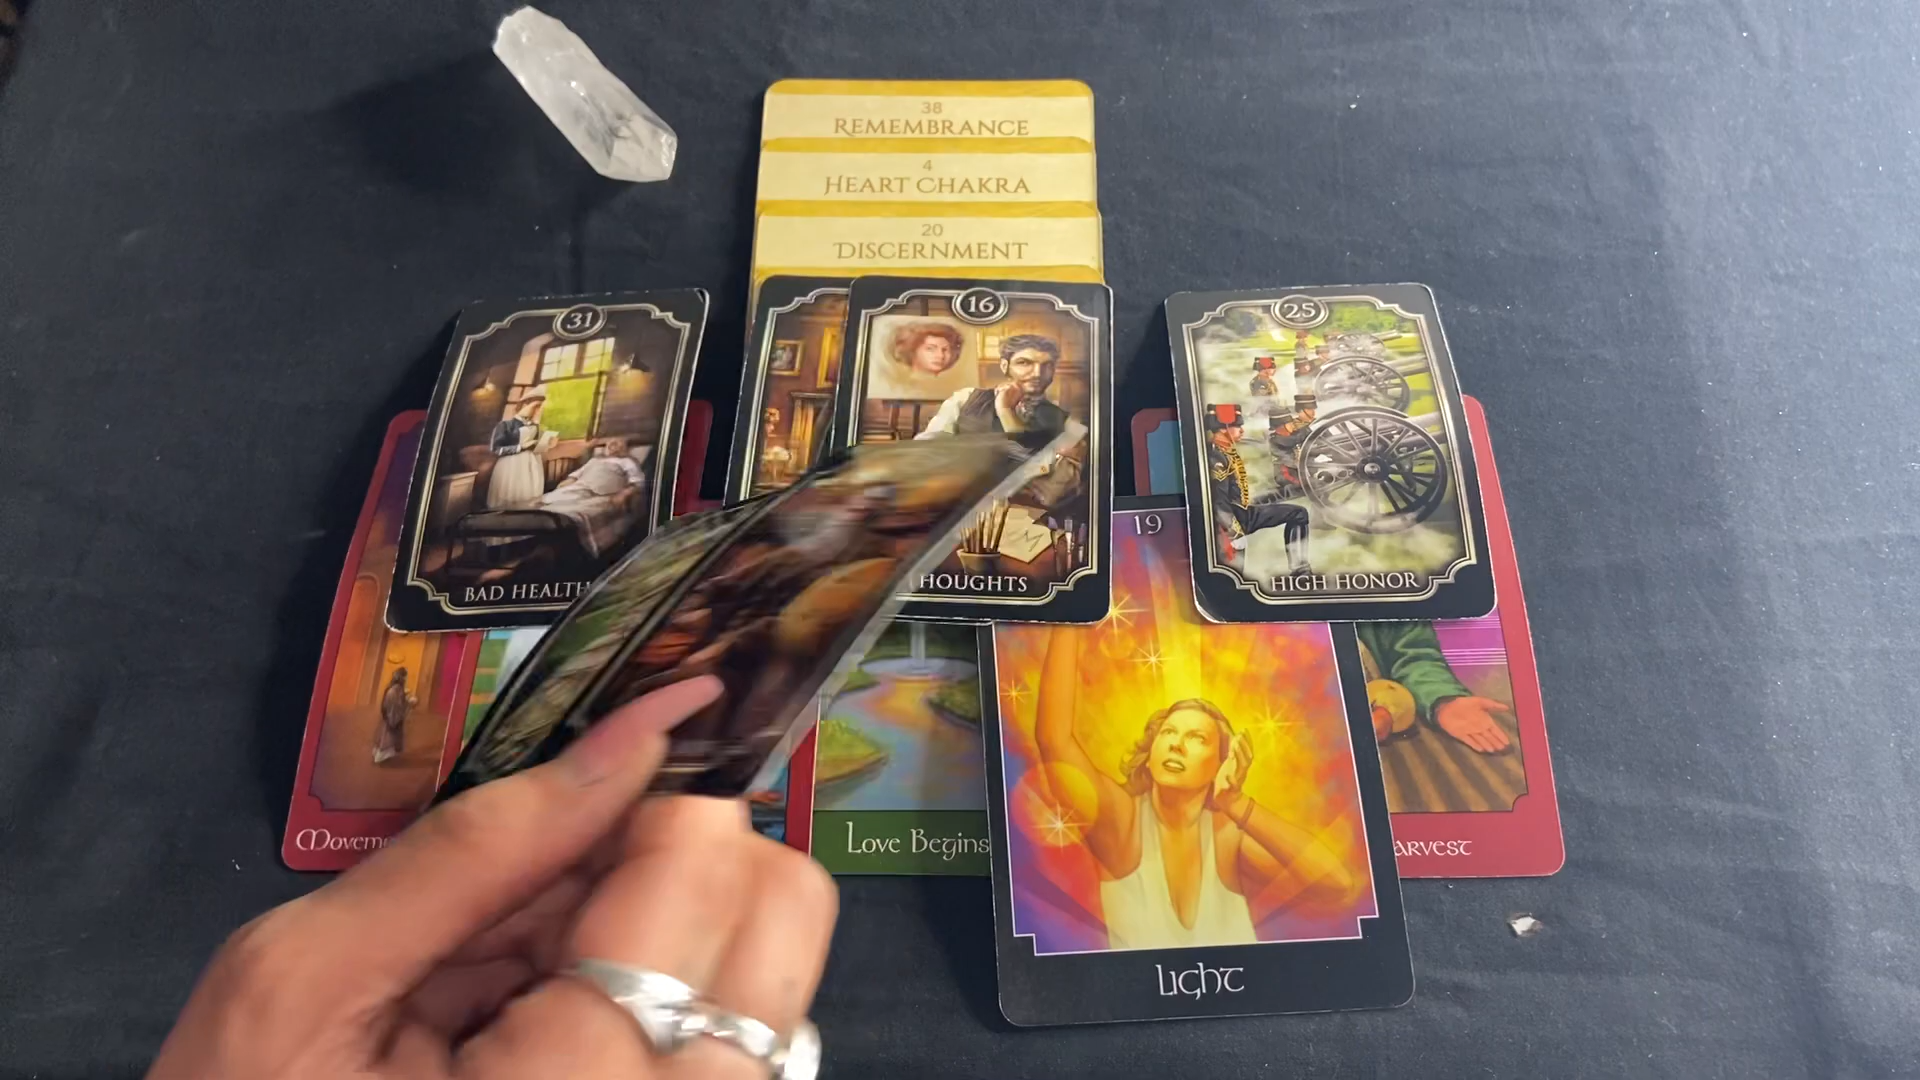 38
REMEMBRANCE
4
HEART CHAKRA
20
DISCERNMENT
31
BAD HEALTH
16
HOUGHTS
M
25
HIGH HONOR
19
Moveme
Love Begins
Light
arvest